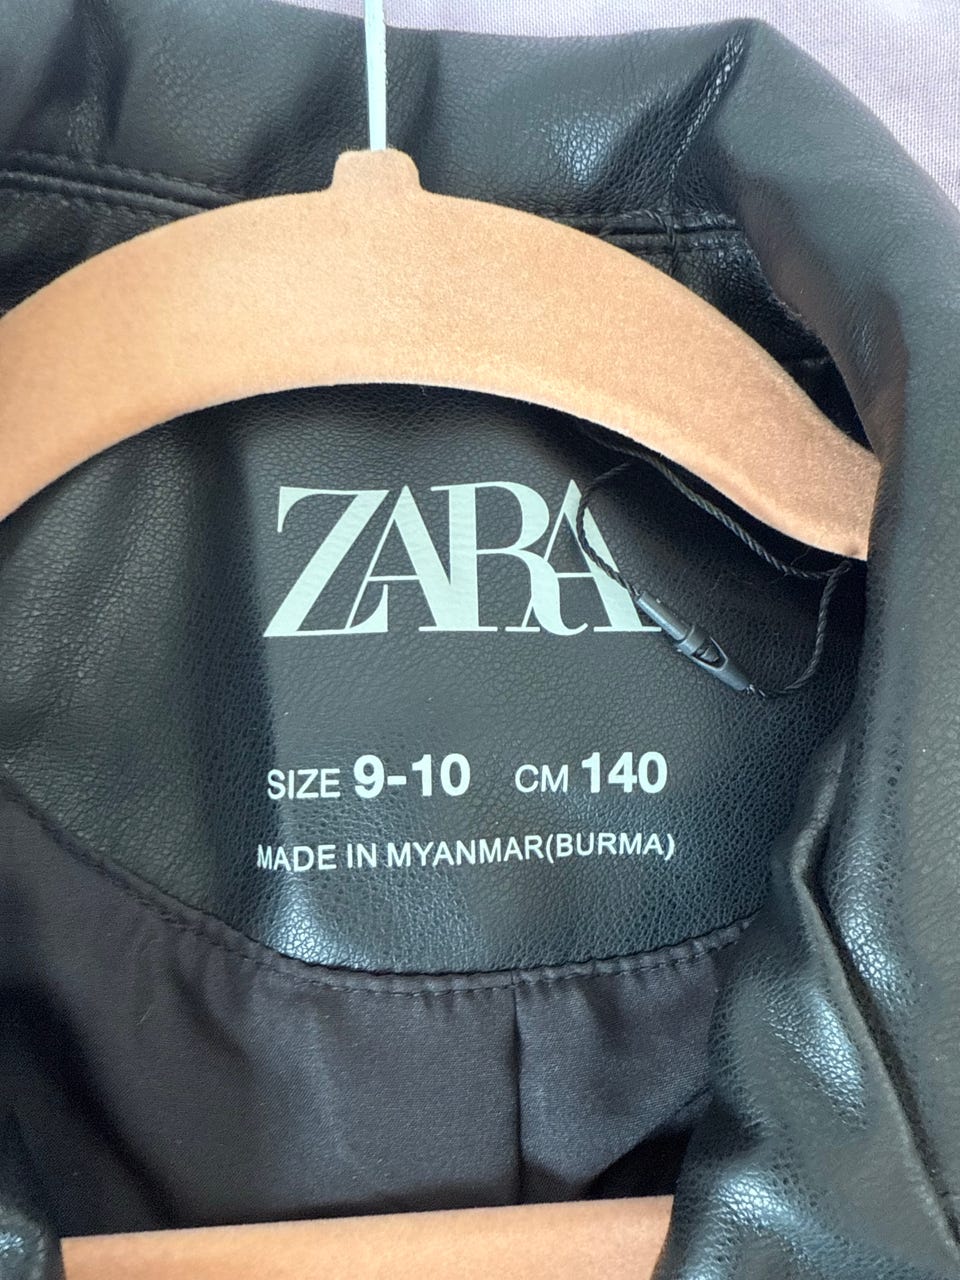 ZARA
SIZE 9-10 CM 140
MADE IN MYANMAR(BURMA)